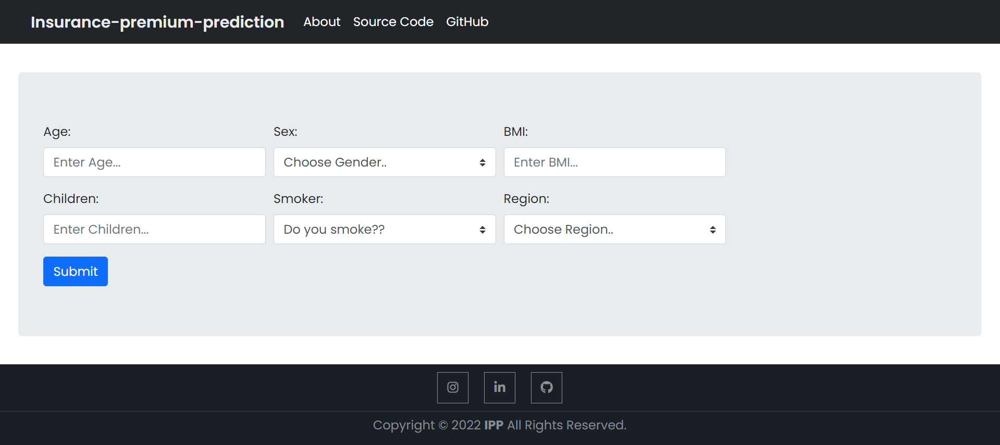 Insurance-premium-prediction About Source Code GitHub
Age: Sex: BMI:
Enter Age... Choose Gender.. Enter BMI...
Children: Smoker: Region:
Enter Children... Do you smoke?? Choose Region..
Submit
in
Copyright © 2022 IPP All Rights Reserved.